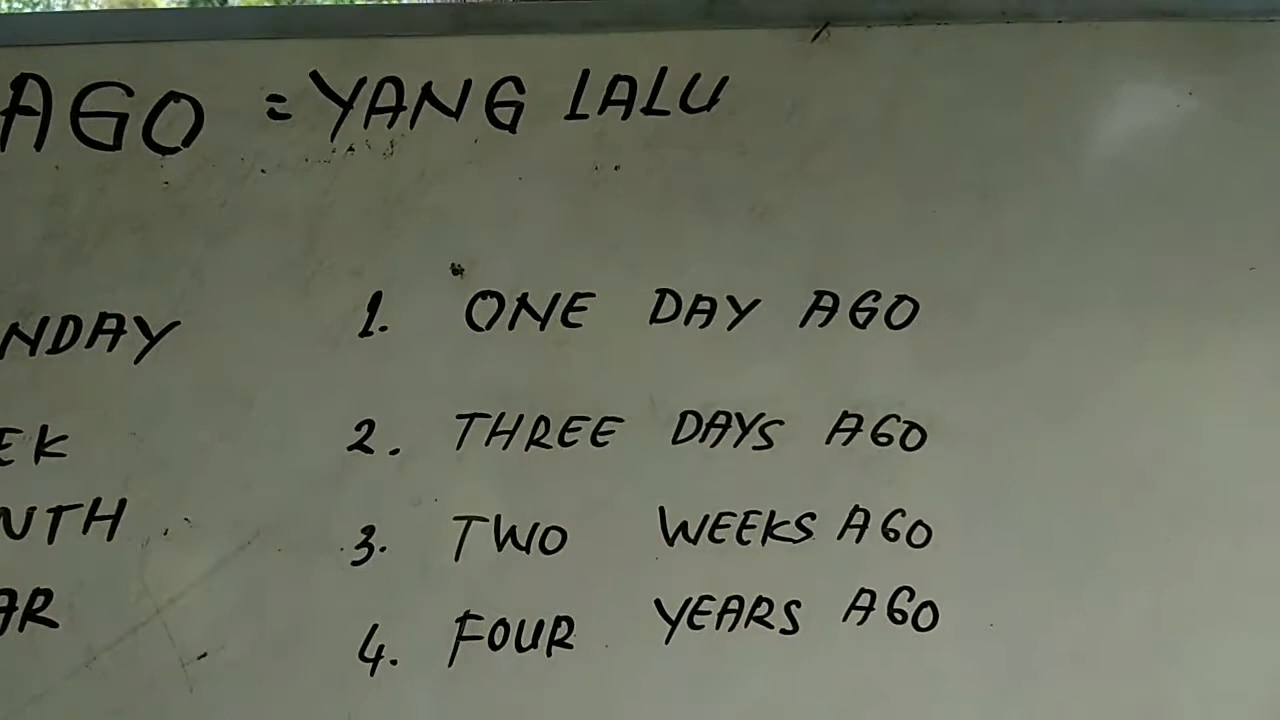 AGO = YANG LALU
NDAY 1. ONE DAY AGO
EK 2. THREE DAYS AGO
NTH 3. TWO WEEKS AGO
AR 4. FOUR YEARS AGO